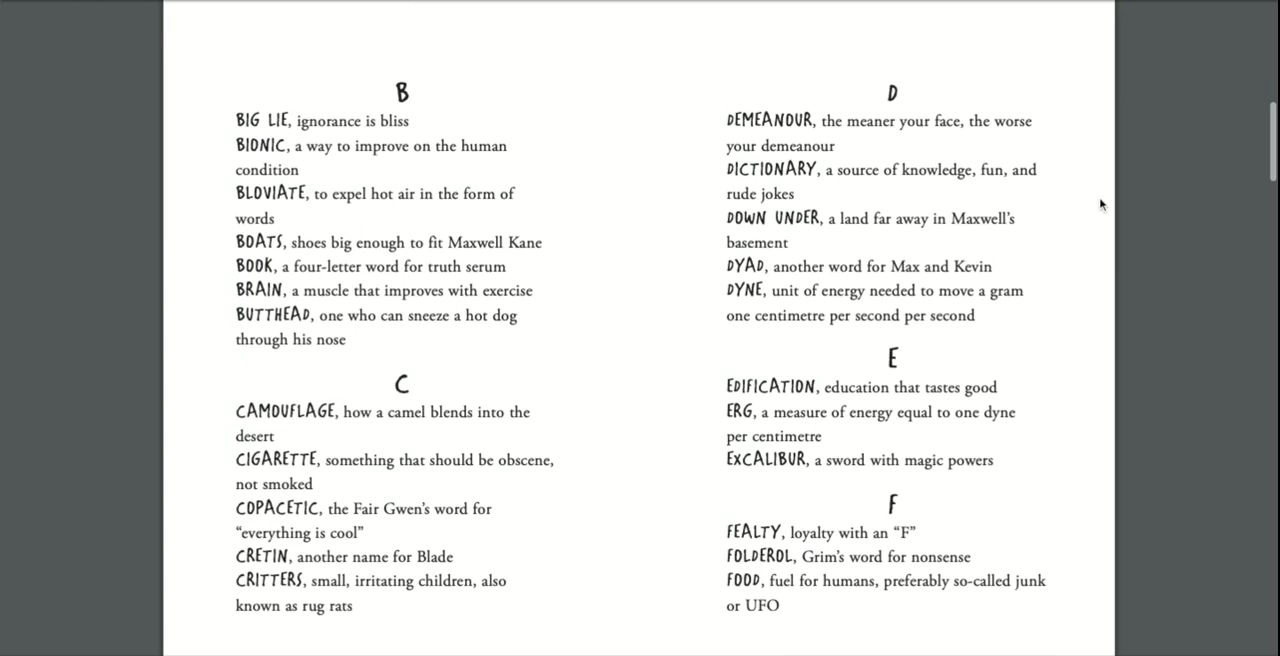 B
BIG LIE, ignorance is bliss
BIONIC, a way to improve on the human
condition
BLOVIATE, to expel hot air in the form of
words
BOATS, shoes big enough to fit Maxwell Kane
BOOK, a four-letter word for truth serum
BRAIN, a muscle that improves with exercise
BUTTHEAD, one who can sneeze a hot dog
through his nose
C
CAMOUFLAGE, how a camel blends into the
desert
CIGARETTE, something that should be obscene,
not smoked
COPACETIC, the Fair Gwen’s word for
“everything is cool”
CRETIN, another name for Blade
CRITTERS, small, irritating children, also
known as rug rats
D
DEMEANOUR, the meaner your face, the worse
your demeanour
DICTIONARY, a source of knowledge, fun, and
rude jokes
DOWN UNDER, a land far away in Maxwell’s
basement
DYAD, another word for Max and Kevin
DYNE, unit of energy needed to move a gram
one centimetre per second per second
E
EDIFICATION, education that tastes good
ERG, a measure of energy equal to one dyne
per centimetre
EXCALIBUR, a sword with magic powers
F
FEALTY, loyalty with an “F”
FOLDEROL, Grim’s word for nonsense
FOOD, fuel for humans, preferably so-called junk
or UFO